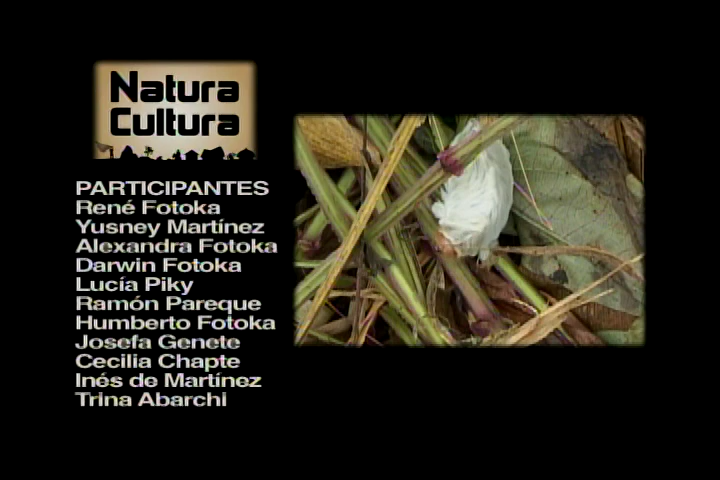 Natura
Cultura
PARTICIPANTES
René Fotoka
Yusney Martínez
Alexandra Fotoka
Darwin Fotoka
Lucía Piky
Ramón Pareque
Humberto Fotoka
Josefa Genete
Cecilia Chapte
Inés de Martínez
Trina Abarchi